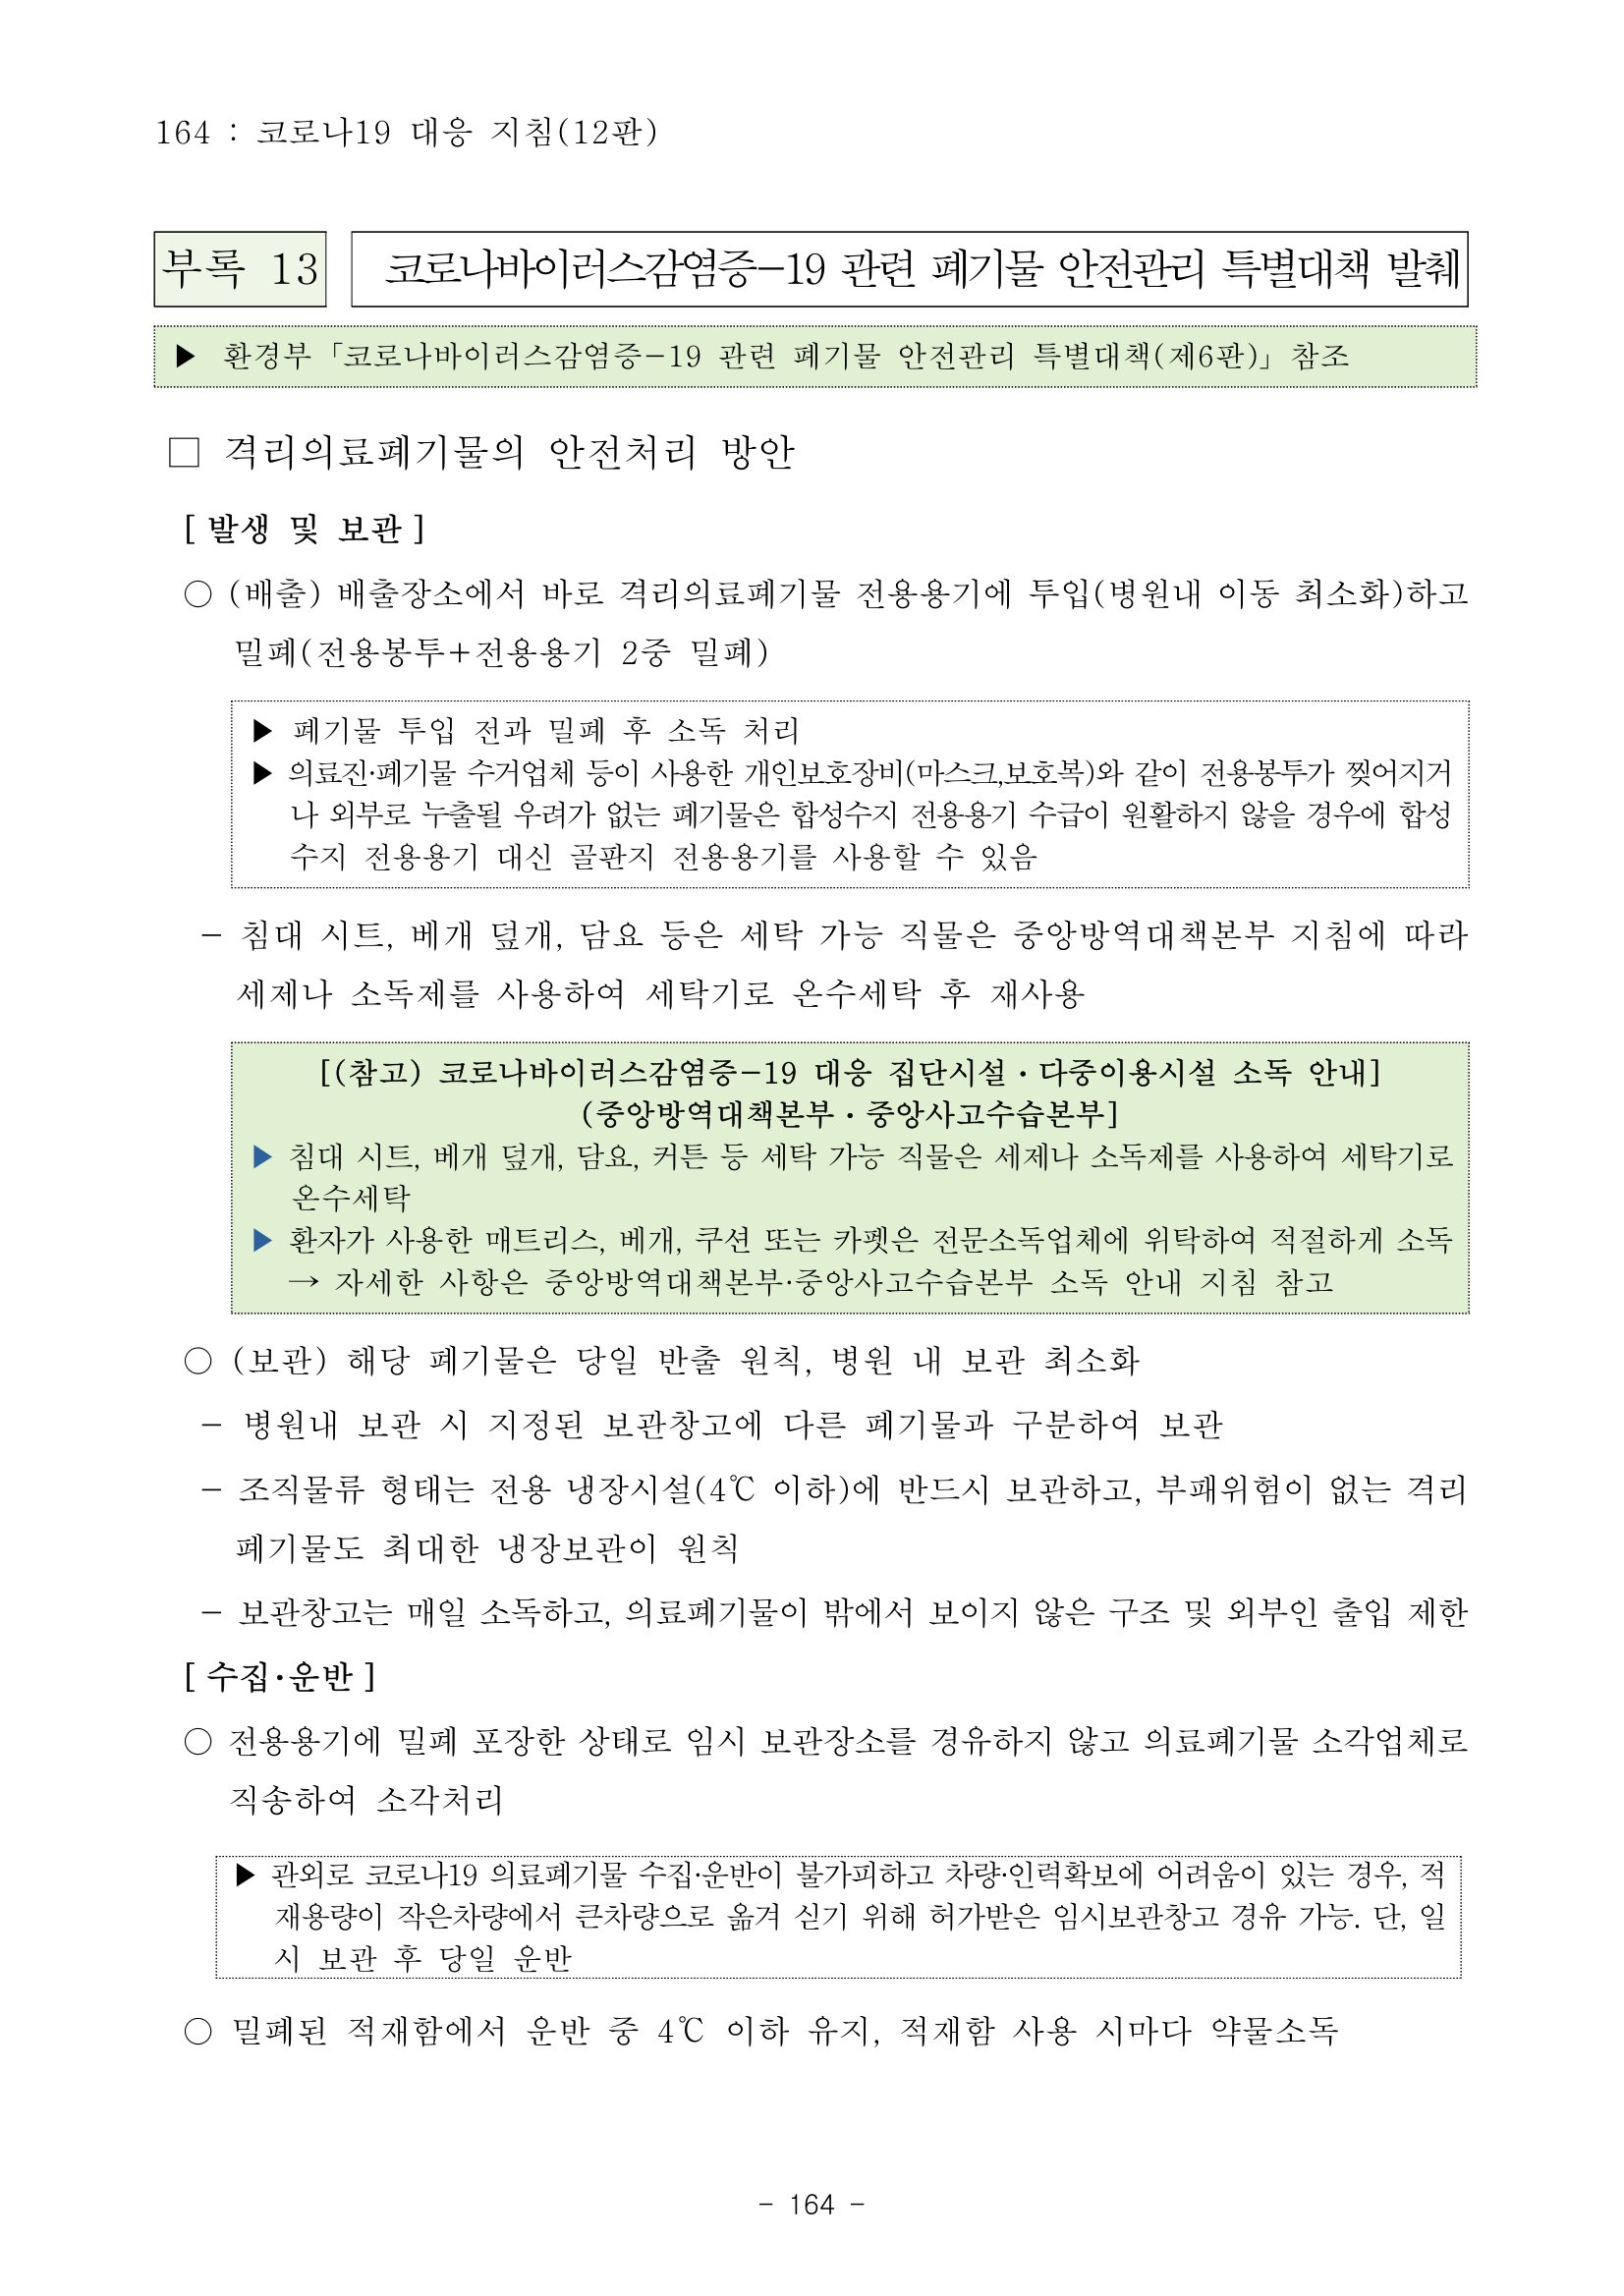 164 : 코로나19 대응 지침(12판)
부록 13
코로나바이러스감염증-19 관련 폐기물 안전관리 특별대책 발췌
▶ 환경부「코로나바이러스감염증-19 관련 폐기물 안전관리 특별대책(제6판)」참조
□ 격리의료폐기물의 안전처리 방안
[ 발생 및 보관 ]
○ (배출) 배출장소에서 바로 격리의료폐기물 전용용기에 투입(병원내 이동 최소화)하고
밀폐(전용봉투+전용용기 2중 밀폐)
▶ 폐기물 투입 전과 밀폐 후 소독 처리
▶ 의료진·폐기물 수거업체 등이 사용한 개인보호장비(마스크,보호복)와 같이 전용봉투가 찢어지거
나 외부로 누출될 우려가 없는 폐기물은 합성수지 전용용기 수급이 원활하지 않을 경우에 합성
수지 전용용기 대신 골판지 전용용기를 사용할 수 있음
- 침대 시트, 베개 덮개, 담요 등은 세탁 가능 직물은 중앙방역대책본부 지침에 따라
세제나 소독제를 사용하여 세탁기로 온수세탁 후 재사용
[(참고) 코로나바이러스감염증-19 대응 집단시설·다중이용시설 소독 안내]
(중앙방역대책본부·중앙사고수습본부]
▶ 침대 시트, 베개 덮개, 담요, 커튼 등 세탁 가능 직물은 세제나 소독제를 사용하여 세탁기로
온수세탁
▶ 환자가 사용한 매트리스, 베개, 쿠션 또는 카펫은 전문소독업체에 위탁하여 적절하게 소독
→ 자세한 사항은 중앙방역대책본부·중앙사고수습본부 소독 안내 지침 참고
○ (보관) 해당 폐기물은 당일 반출 원칙, 병원 내 보관 최소화
- 병원내 보관 시 지정된 보관창고에 다른 폐기물과 구분하여 보관
- 조직물류 형태는 전용 냉장시설(4℃ 이하)에 반드시 보관하고, 부패위험이 없는 격리
폐기물도 최대한 냉장보관이 원칙
- 보관창고는 매일 소독하고, 의료폐기물이 밖에서 보이지 않은 구조 및 외부인 출입 제한
[ 수집·운반 ]
○ 전용용기에 밀폐 포장한 상태로 임시 보관장소를 경유하지 않고 의료폐기물 소각업체로
직송하여 소각처리
▶ 관외로 코로나19 의료폐기물 수집·운반이 불가피하고 차량·인력확보에 어려움이 있는 경우, 적
재용량이 작은차량에서 큰차량으로 옮겨 싣기 위해 허가받은 임시보관창고 경유 가능. 단, 일
시 보관 후 당일 운반
○ 밀폐된 적재함에서 운반 중 4℃ 이하 유지, 적재함 사용 시마다 약물소독
- 164 -